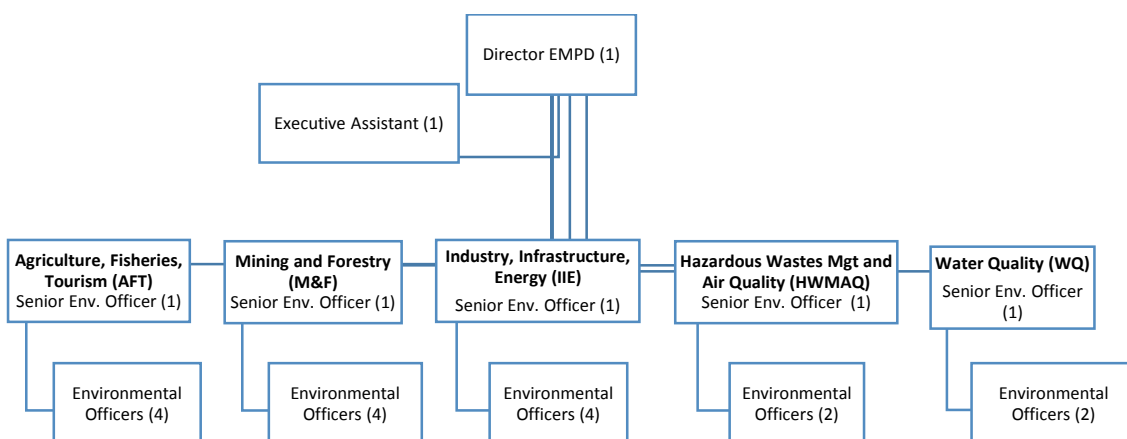 Director EMPD (1)
Executive Assistant (1)
Agriculture, Fisheries,
Tourism (AFT)
Senior Env. Officer (1)
Mining and Forestry
(M&F)
Senior Env. Officer (1)
Industry, Infrastructure,
Energy (IIE)
Senior Env. Officer (1)
Hazardous Wastes Mgt and
Air Quality (HWMAQ)
Senior Env. Officer (1)
Water Quality (WQ)
Senior Env. Officer
(1)
Environmental
Officers (4)
Environmental
Officers (4)
Environmental
Officers (4)
Environmental
Officers (2)
Environmental
Officers (2)